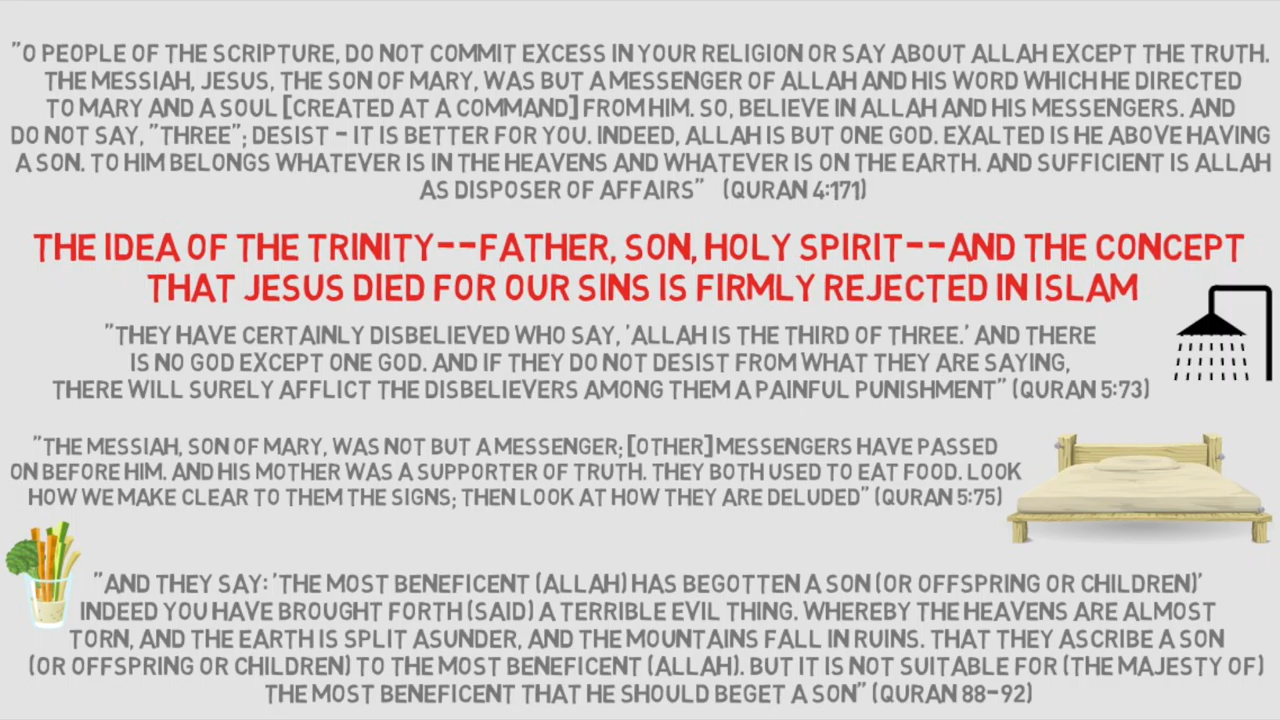 "O PEOPLE OF THE SCRIPTURE, DO NOT COMMIT EXCESS IN YOUR RELIGION OR SAY ABOUT ALLAH EXCEPT THE TRUTH.
THE MESSIAH, JESUS, THE SON OF MARY, WAS BUT A MESSENGER OF ALLAH AND HIS WORD WHICH HE DIRECTED
TO MARY AND A SOUL [CREATED AT A COMMAND] FROM HIM. SO, BELIEVE IN ALLAH AND HIS MESSENGERS. AND
DO NOT SAY, "THREE"; DESIST - IT IS BETTER FOR YOU. INDEED, ALLAH IS BUT ONE GOD. EXALTED IS HE ABOVE HAVING
A SON. TO HIM BELONGS WHATEVER IS IN THE HEAVENS AND WHATEVER IS ON THE EARTH. AND SUFFICIENT IS ALLAH
AS DISPOSER OF AFFAIRS" (QURAN 4:171)
THE IDEA OF THE TRINITY--FATHER, SON, HOLY SPIRIT--AND THE CONCEPT
THAT JESUS DIED FOR OUR SINS IS FIRMLY REJECTED IN ISLAM
"THEY HAVE CERTAINLY DISBELIEVED WHO SAY, 'ALLAH IS THE THIRD OF THREE.' AND THERE
IS NO GOD EXCEPT ONE GOD. AND IF THEY DO NOT DESIST FROM WHAT THEY ARE SAYING,
THERE WILL SURELY AFFLICT THE DISBELIEVERS AMONG THEM A PAINFUL PUNISHMENT" (QURAN 5:73)
"THE MESSIAH, SON OF MARY, WAS NOT BUT A MESSENGER; [OTHER] MESSENGERS HAVE PASSED
ON BEFORE HIM. AND HIS MOTHER WAS A SUPPORTER OF TRUTH. THEY BOTH USED TO EAT FOOD. LOOK
HOW WE MAKE CLEAR TO THEM THE SIGNS; THEN LOOK AT HOW THEY ARE DELUDED" (QURAN 5:75)
"AND THEY SAY: 'THE MOST BENEFICENT (ALLAH) HAS BEGOTTEN A SON (OR OFFSPRING OR CHILDREN)'
INDEED YOU HAVE BROUGHT FORTH (SAID) A TERRIBLE EVIL THING. WHEREBY THE HEAVENS ARE ALMOST
TORN, AND THE EARTH IS SPLIT ASUNDER, AND THE MOUNTAINS FALL IN RUINS. THAT THEY ASCRIBE A SON
(OR OFFSPRING OR CHILDREN) TO THE MOST BENEFICENT (ALLAH). BUT IT IS NOT SUITABLE FOR (THE MAJESTY OF)
THE MOST BENEFICENT THAT HE SHOULD BEGET A SON" (QURAN 88-92)